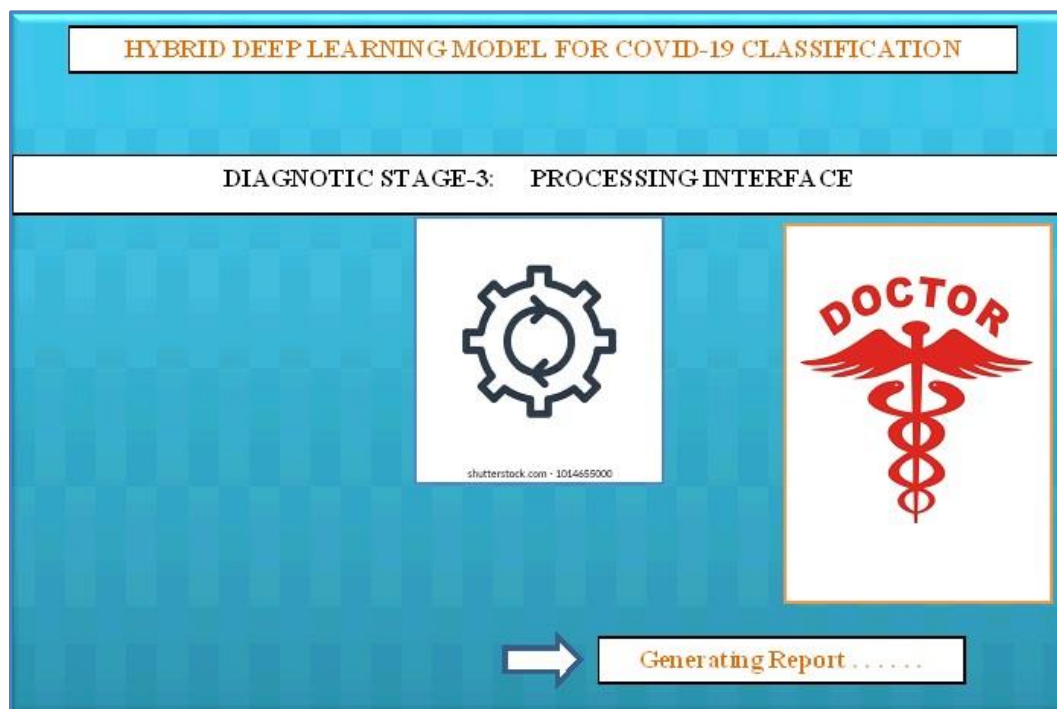 HYBRID DEEP LEARNING MODEL FOR COVID-19 CLASSIFICATION
DIAGNOTIC STAGE-3: PROCESSING INTERFACE
DOCTOR
shutterstock.com · 1014655000
Generating Report . . . . . .